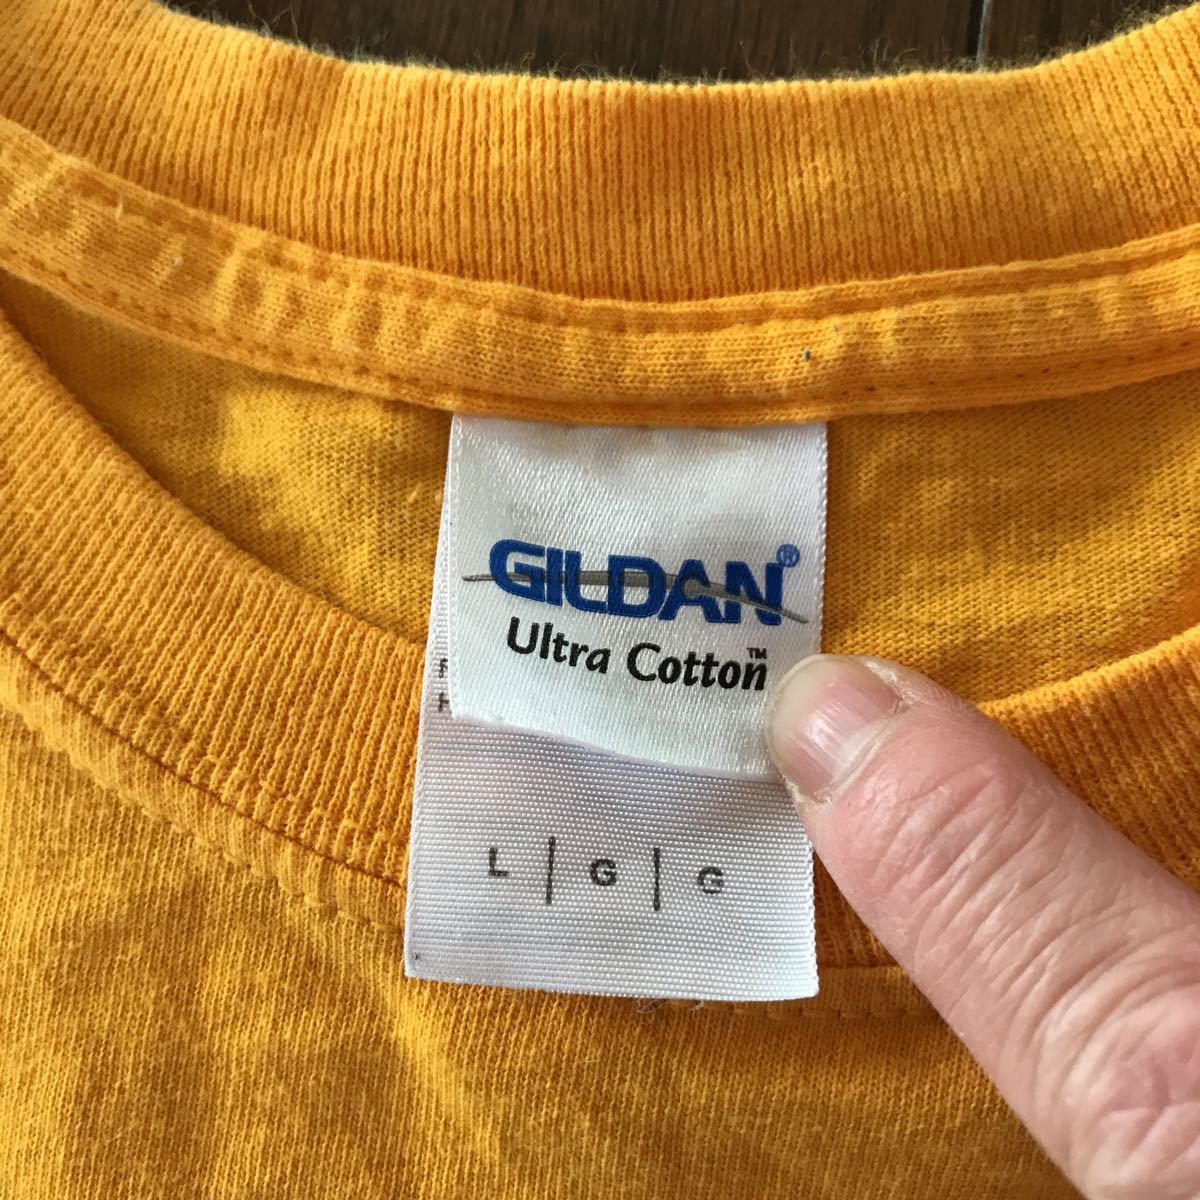 GILDAN®
Ultra Cotton™
L | G | G